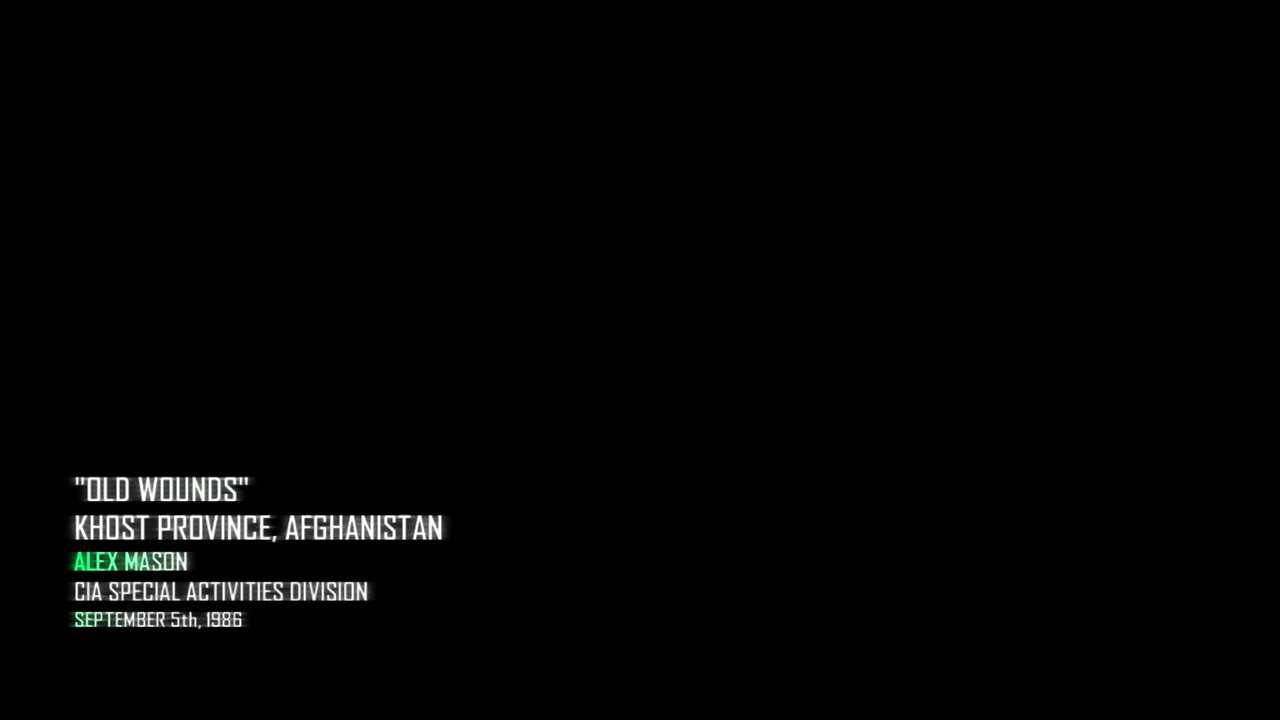 "OLD WOUNDS"
KHOST PROVINCE, AFGHANISTAN
ALEX MASON
CIA SPECIAL ACTIVITIES DIVISION
SEPTEMBER 5th, 1986